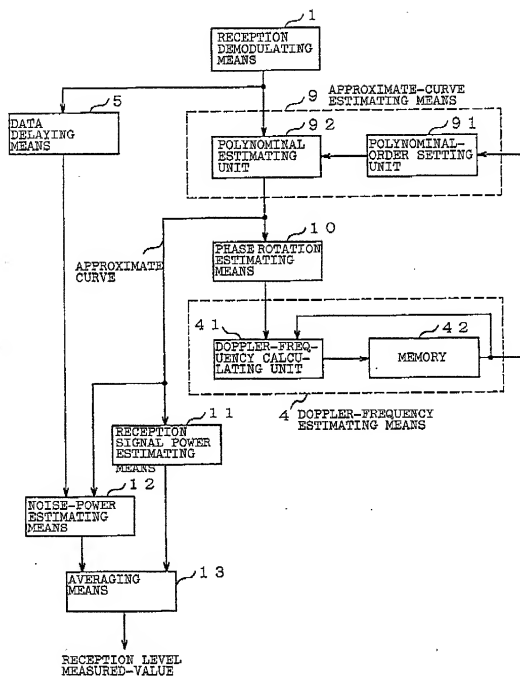 1
RECEPTION
DEMODULATING
MEANS
9 APPROXIMATE-CURVE
ESTIMATING MEANS
5
DATA
DELAYING
MEANS
92
POLYNOMINAL
ESTIMATING
UNIT
91
POLYNOMINAL-
ORDER SETTING
UNIT
10
PHASE ROTATION
ESTIMATING
MEANS
APPROXIMATE
CURVE
41
DOPPLER-FREQ-
UENCY CALCU-
LATING UNIT
42
MEMORY
4 DOPPLER-FREQUENCY
ESTIMATING MEANS
11
RECEPTION
SIGNAL POWER
ESTIMATING
MEANS
12
NOISE-POWER
ESTIMATING
MEANS
13
AVERAGING
MEANS
RECEPTION LEVEL
MEASURED-VALUE